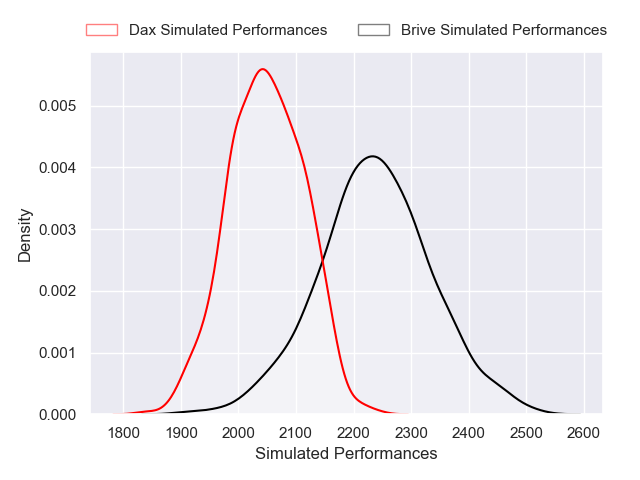 Dax Simulated Performances
Brive Simulated Performances
0.005
0.004
0.003
0.002
0.001
0.000
Density
1800 1900 2000 2100 2200 2300 2400 2500 2600
Simulated Performances